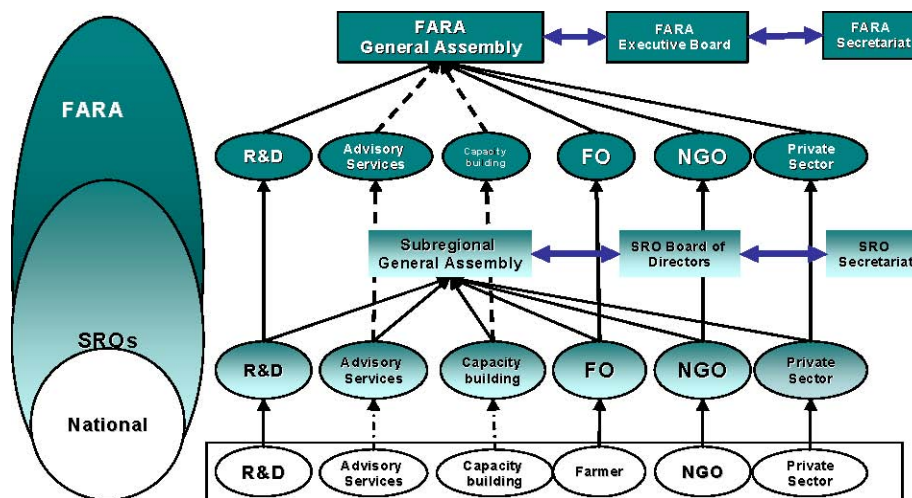 FARA
General Assembly
FARA
Executive Board
FARA
Secretariat
FARA
R&D
Advisory
Services
Capacity
building
FO
NGO
Private
Sector
Subregional
General Assembly
SRO Board of
Directors
SRO
Secretariat
SROs
R&D
Advisory
Services
Capacity
building
FO
NGO
Private
Sector
National
R&D
Advisory
Services
Capacity
building
Farmer
NGO
Private
Sector